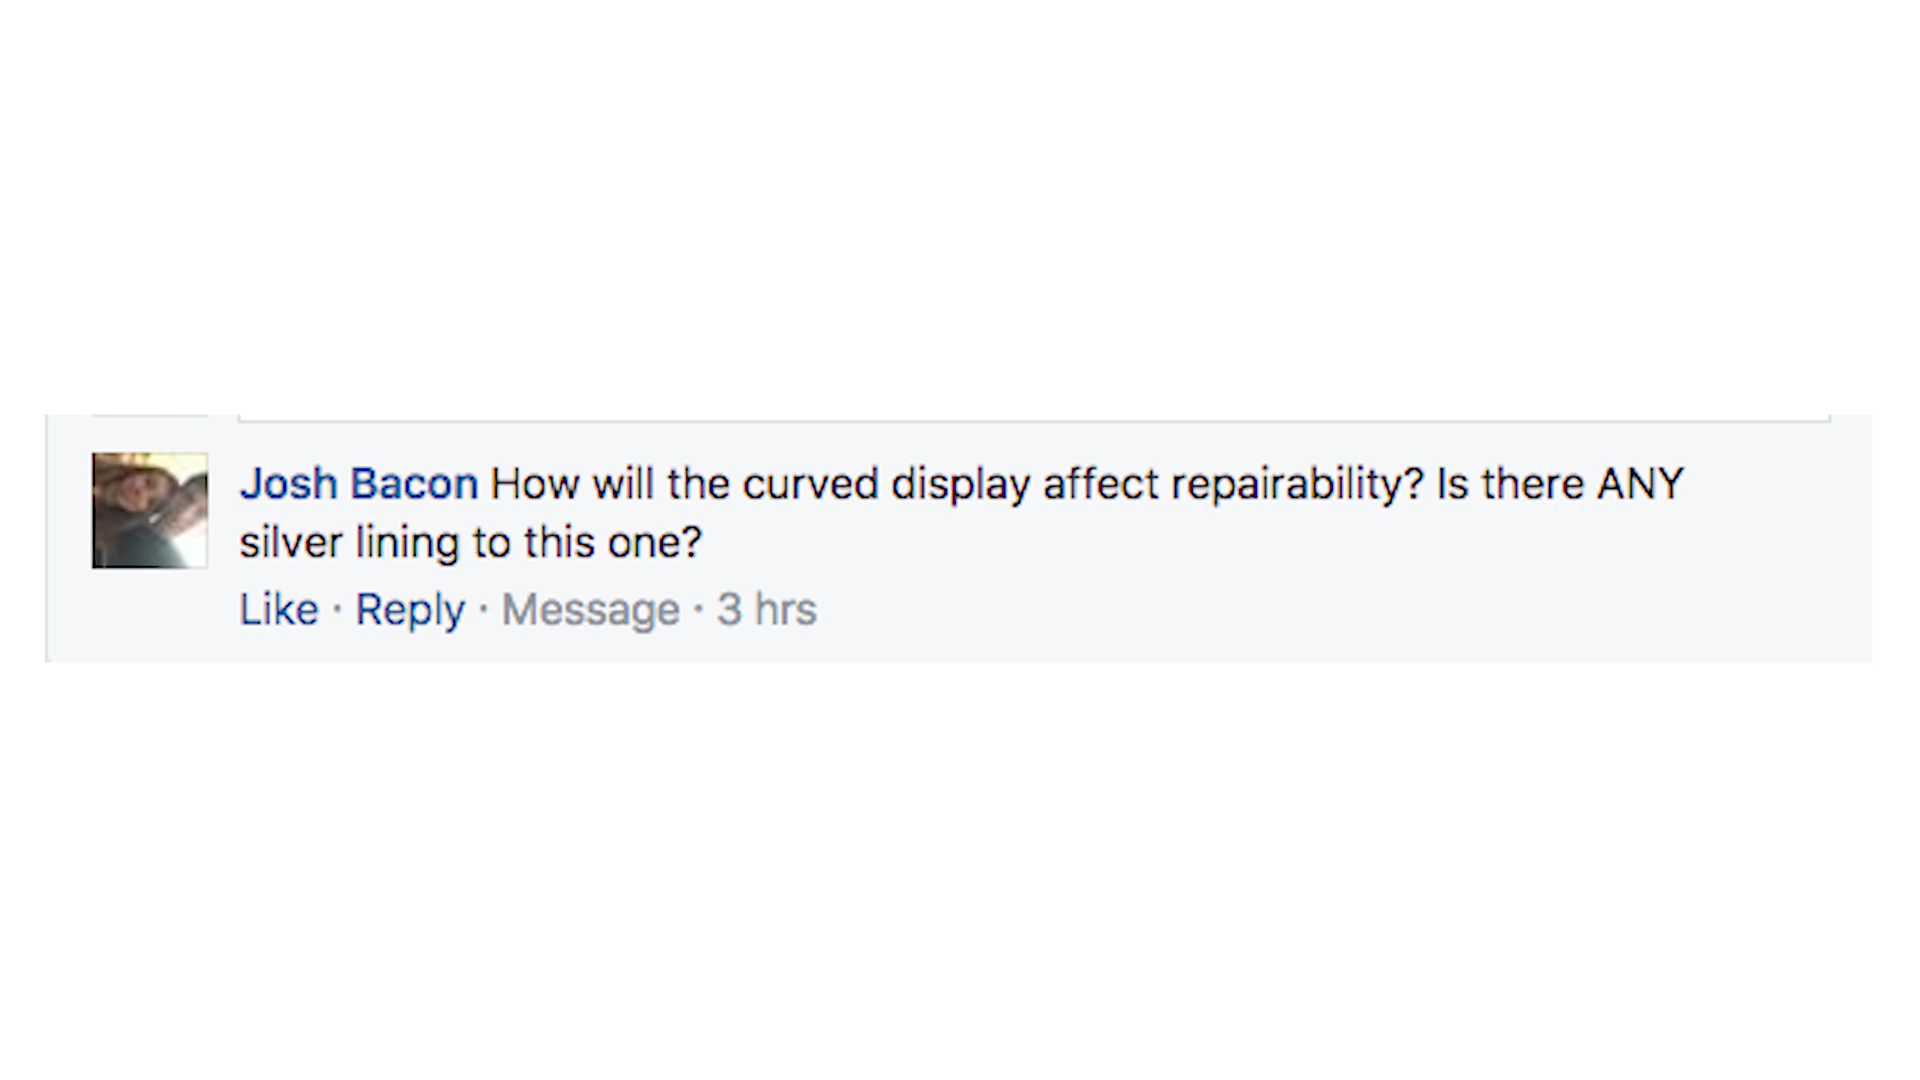 Josh Bacon How will the curved display affect repairability? Is there ANY
silver lining to this one?
Like · Reply · Message · 3 hrs